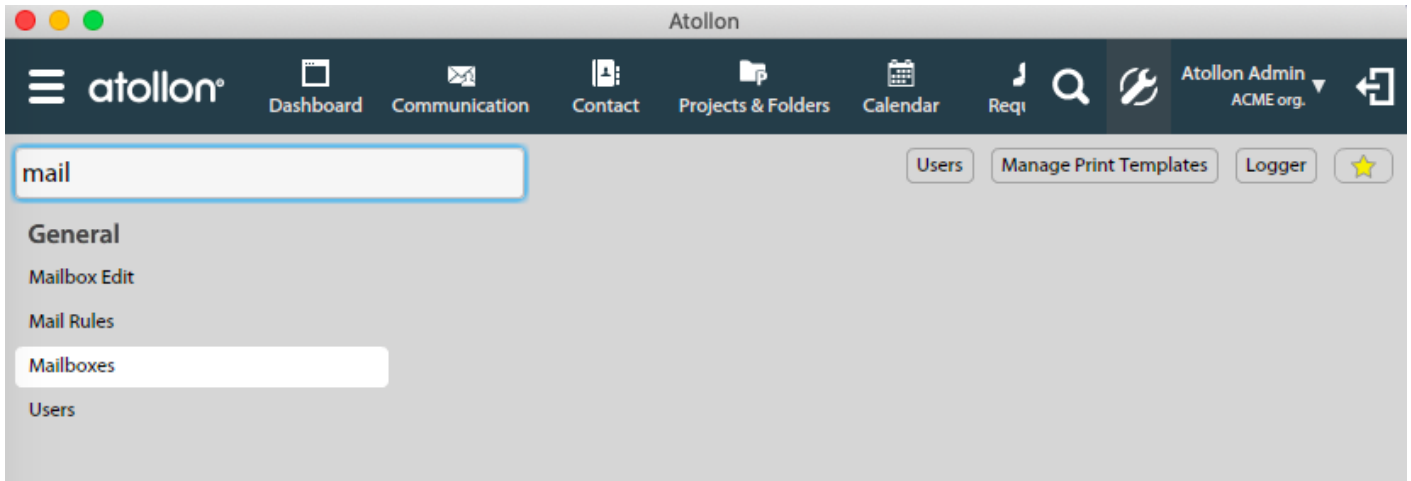 Atollon
atollon
Dashboard
Communication
Contact
Projects & Folders
Calendar
Atollon Admin
ACME org.
mail
Users
Manage Print Templates
Logger
General
Mailbox Edit
Mail Rules
Mailboxes
Users